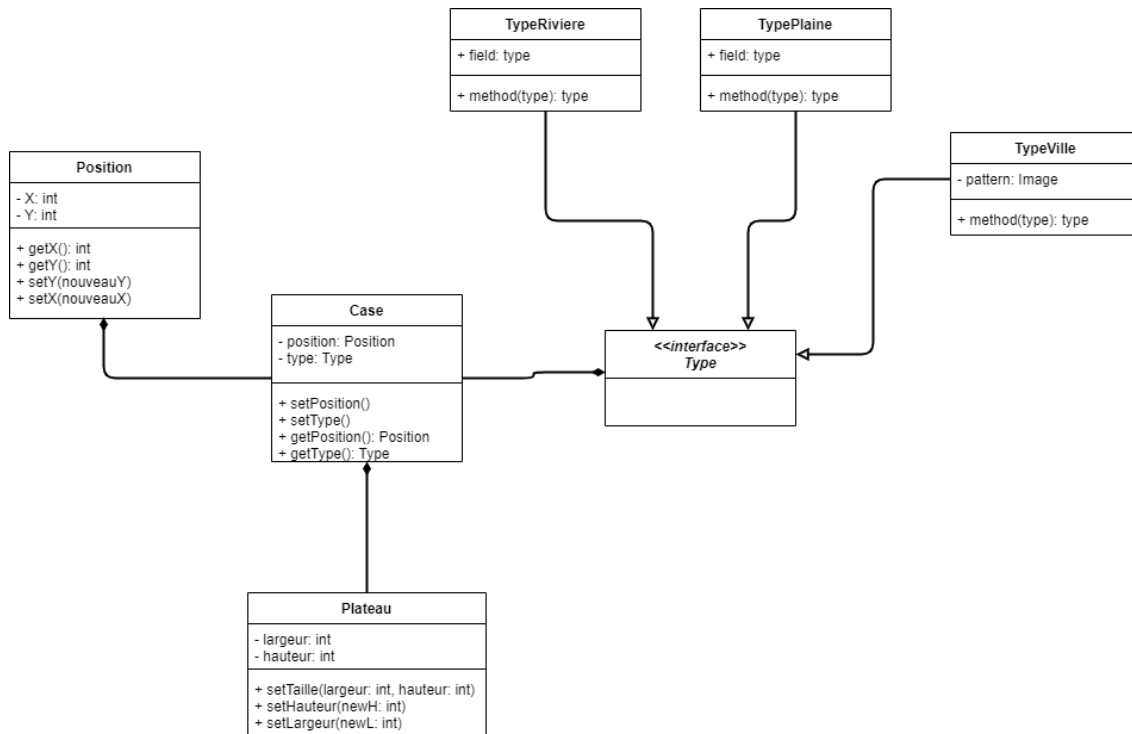 TypeRiviere
+ field: type
+ method(type): type
TypePlaine
+ field: type
+ method(type): type
TypeVille
- pattern: Image
+ method(type): type
Position
- X: int
- Y: int
+ getX(): int
+ getY(): int
+ setY(nouveauY)
+ setX(nouveauX)
Case
- position: Position
- type: Type
+ setPosition()
+ setType()
+ getPosition(): Position
+ getType(): Type
<<interface>>
Type
Plateau
- largeur: int
- hauteur: int
+ setTaille(largeur: int, hauteur: int)
+ setHauteur(newH: int)
+ setLargeur(newL: int)